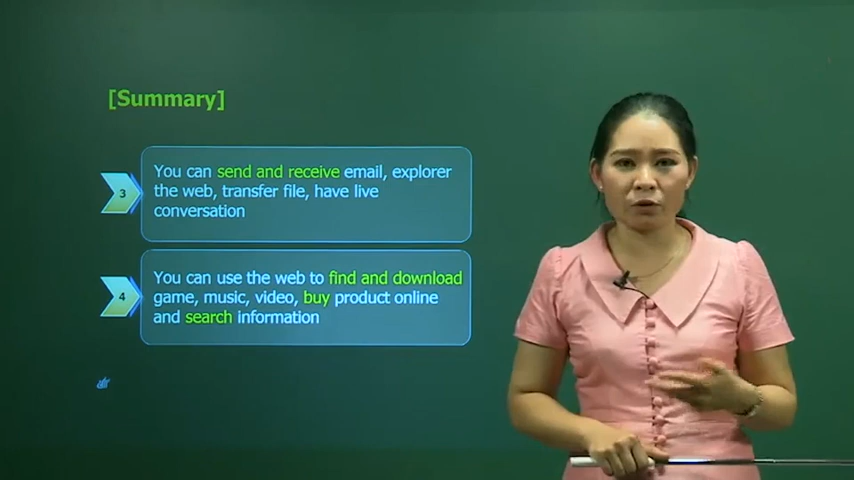 [Summary]
3
You can send and receive email, explorer
the web, transfer file, have live
conversation
4
You can use the web to find and download
game, music, video, buy product online
and search information